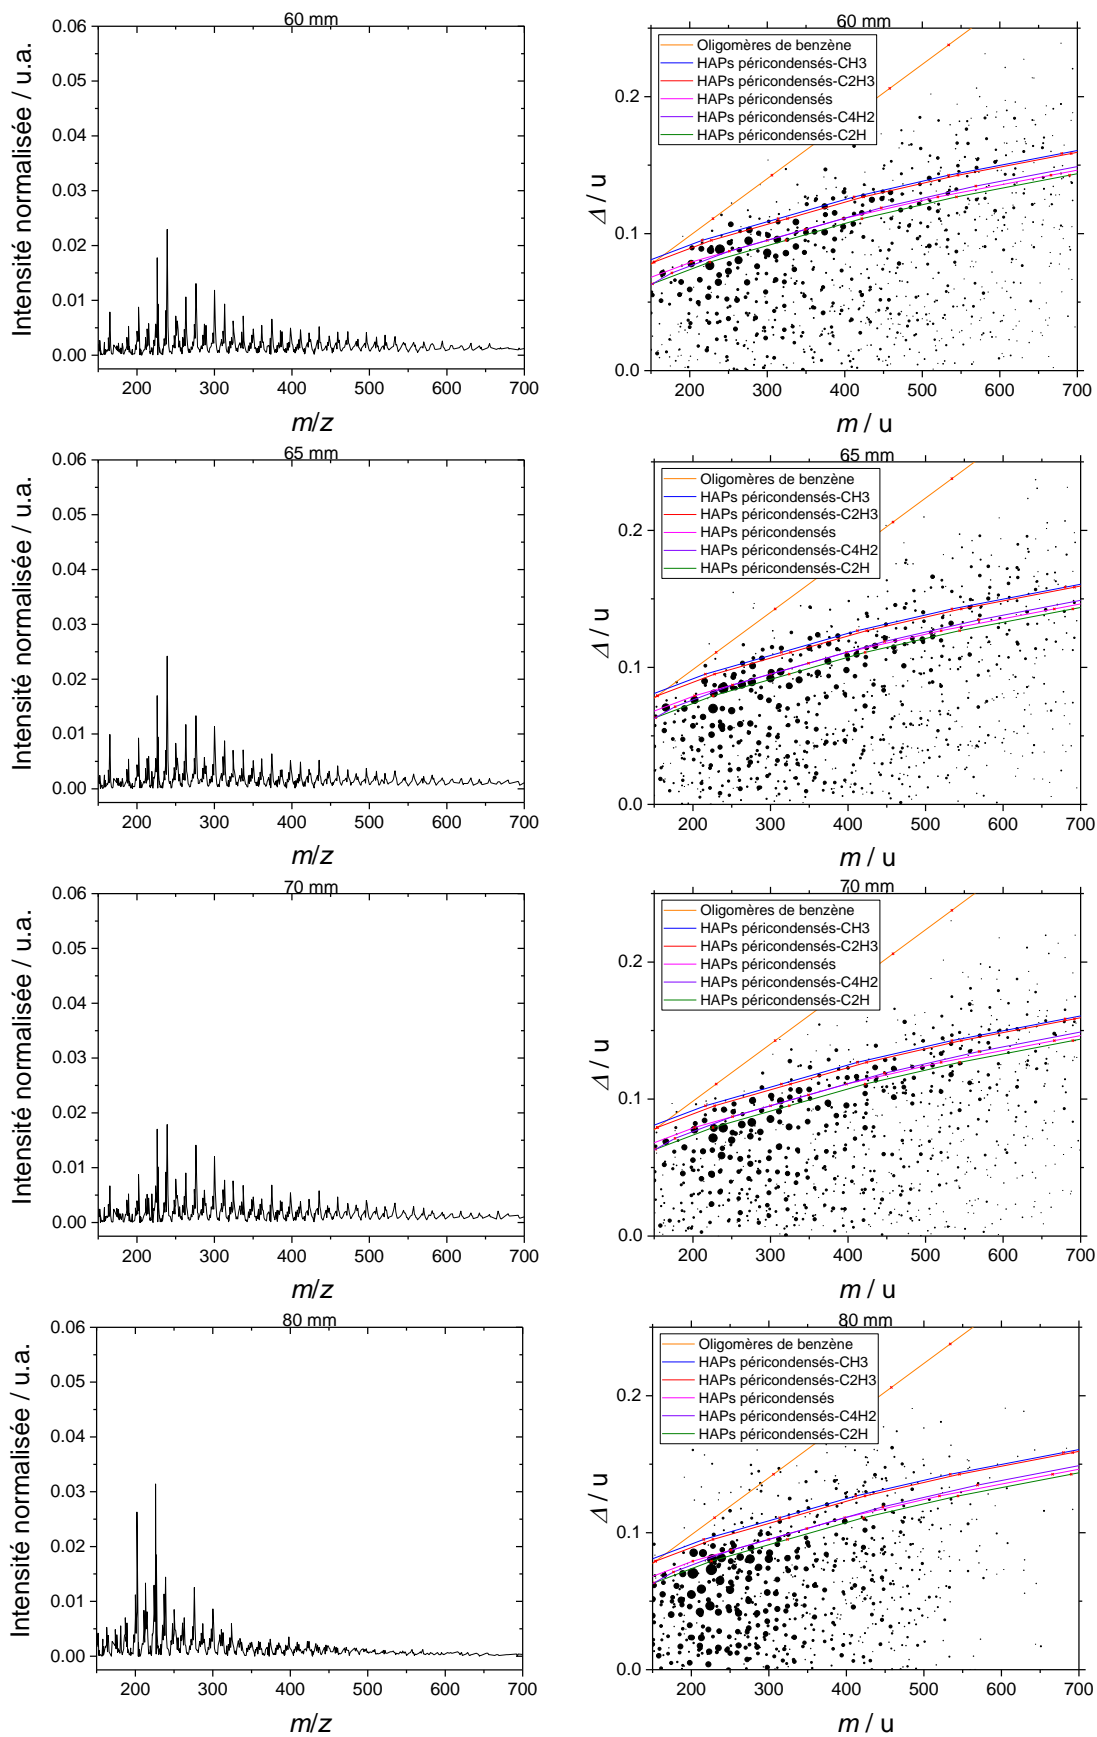 60 mm
0.06
0.05
0.04
0.03
0.02
0.01
0.00
200 300 400 500 600 700
Intensité normalisée / u.a.
m/z
60 mm
Oligomères de benzène
HAPs péricondensés-CH3
HAPs péricondensés-C2H3
HAPs péricondensés
HAPs péricondensés-C4H2
HAPs péricondensés-C2H
0.2
0.1
0.0
200 300 400 500 600 700
Δ / u
m / u
65 mm
0.06
0.05
0.04
0.03
0.02
0.01
0.00
200 300 400 500 600 700
Intensité normalisée / u.a.
m/z
65 mm
Oligomères de benzène
HAPs péricondensés-CH3
HAPs péricondensés-C2H3
HAPs péricondensés
HAPs péricondensés-C4H2
HAPs péricondensés-C2H
0.2
0.1
0.0
200 300 400 500 600 700
Δ / u
m / u
70 mm
0.06
0.05
0.04
0.03
0.02
0.01
0.00
200 300 400 500 600 700
Intensité normalisée / u.a.
m/z
70 mm
Oligomères de benzène
HAPs péricondensés-CH3
HAPs péricondensés-C2H3
HAPs péricondensés
HAPs péricondensés-C4H2
HAPs péricondensés-C2H
0.2
0.1
0.0
200 300 400 500 600 700
Δ / u
m / u
80 mm
0.06
0.05
0.04
0.03
0.02
0.01
0.00
200 300 400 500 600 700
Intensité normalisée / u.a.
m/z
80 mm
Oligomères de benzène
HAPs péricondensés-CH3
HAPs péricondensés-C2H3
HAPs péricondensés
HAPs péricondensés-C4H2
HAPs péricondensés-C2H
0.2
0.1
0.0
200 300 400 500 600 700
Δ / u
m / u